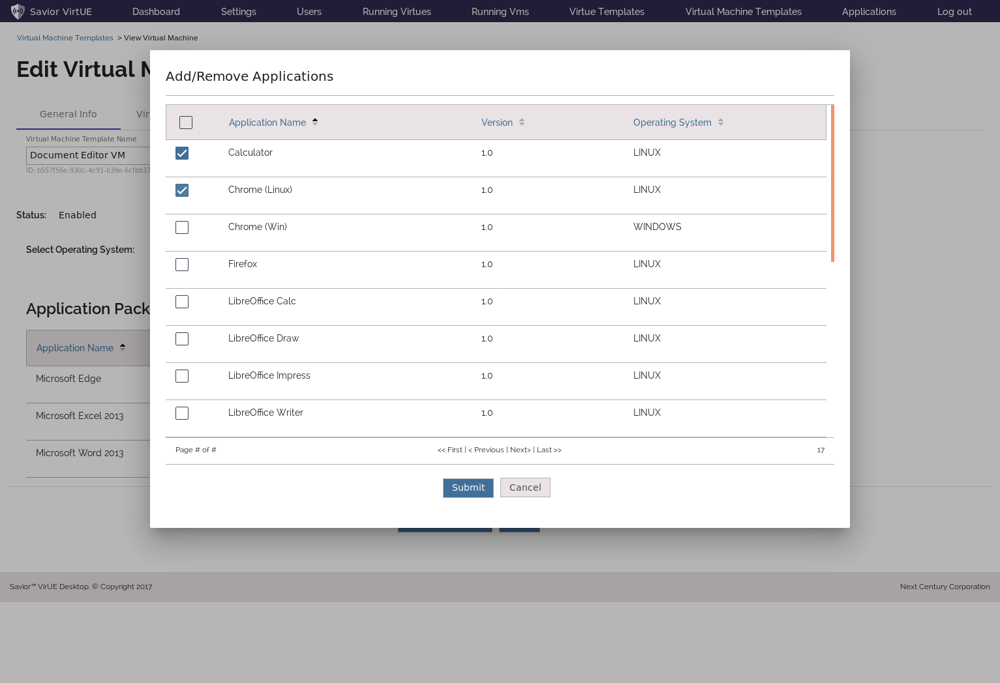 Savior VirtUE Dashboard Settings Users Running Virtues Running Vms Virtue Templates Virtual Machine Templates Applications Log out
Virtual Machine Templates > View Virtual Machine
Edit Virtual
Add/Remove Applications
General Info
Application Name Version Operating System
Virtual Machine Template Name
Document Editor VM
ID: b557f56e-930c-4c91-b39e-6cfbb37
Calculator 1.0 LINUX
Chrome (Linux) 1.0 LINUX
Status: Enabled
Chrome (Win) 1.0 WINDOWS
Select Operating System:
Firefox 1.0 LINUX
LibreOffice Calc 1.0 LINUX
Application Pack
LibreOffice Draw 1.0 LINUX
Application Name
LibreOffice Impress 1.0 LINUX
Microsoft Edge
LibreOffice Writer 1.0 LINUX
Microsoft Excel 2013
Page # of # << First | < Previous | Next> | Last >> 17
Microsoft Word 2013
Submit Cancel
Savior™ VirUE Desktop. © Copyright 2017. Next Century Corporation